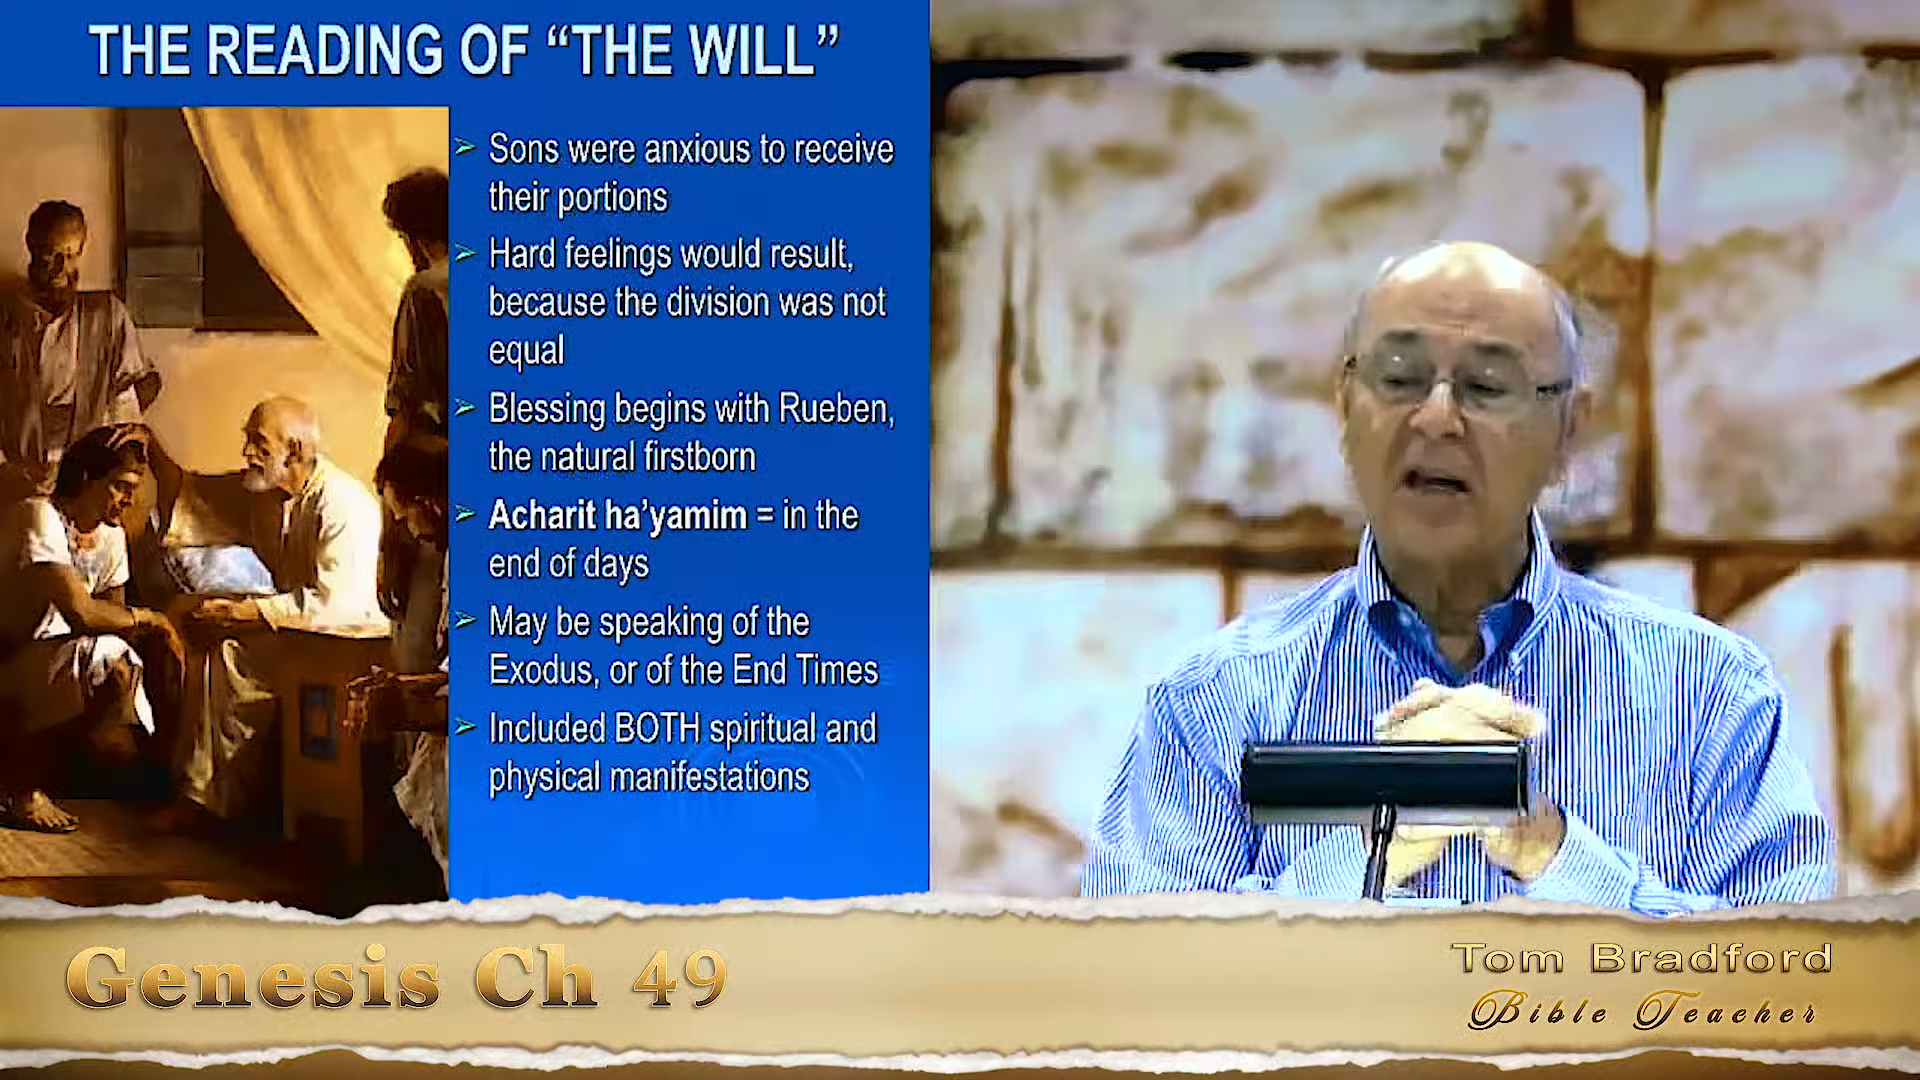 THE READING OF “THE WILL”
➢ Sons were anxious to receive
their portions
➢ Hard feelings would result,
because the division was not
equal
➢ Blessing begins with Rueben,
the natural firstborn
➢ Acharit ha’yamim = in the
end of days
➢ May be speaking of the
Exodus, or of the End Times
➢ Included BOTH spiritual and
physical manifestations
Genesis Ch 49
Tom Bradford
Bible Teacher